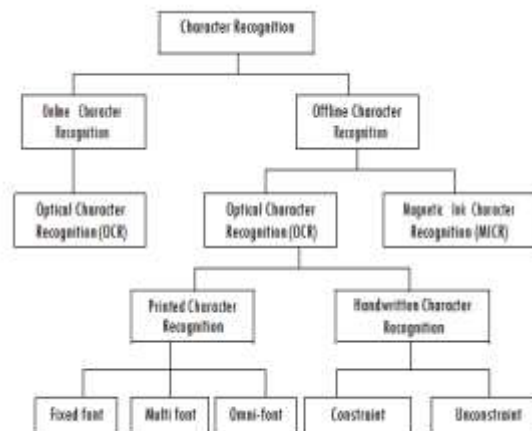 Character Recognition
Online Character
Recognition
Offline Character
Recognition
Optical Character
Recognition (OCR)
Optical Character
Recognition (OCR)
Magnetic Ink Character
Recognition (MICR)
Printed Character
Recognition
Handwritten Character
Recognition
Fixed font
Multi font
Omni-font
Constraint
Unconstraint